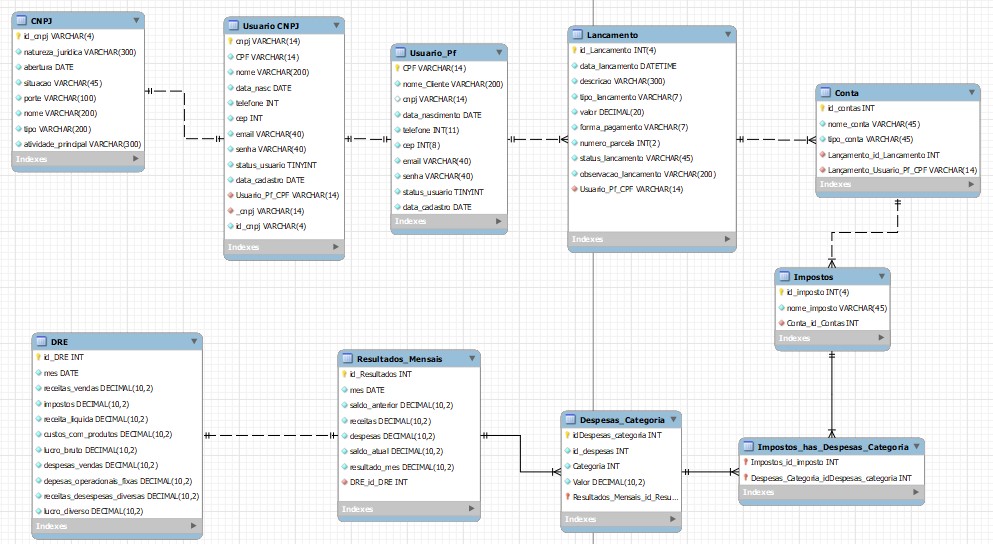 CNPJ
id_cnpj VARCHAR(4)
natureza_juridica VARCHAR(300)
abertura DATE
situacao VARCHAR(45)
porte VARCHAR(100)
nome VARCHAR(200)
tipo VARCHAR(200)
atividade_principal VARCHAR(300)
Indexes
Usuario CNPJ
cnpj VARCHAR(14)
CPF VARCHAR(14)
nome VARCHAR(200)
data_nasc DATE
telefone INT
cep INT
email VARCHAR(40)
senha VARCHAR(40)
status_usuario TINYINT
data_cadastro DATE
Usuario_Pf_CPF VARCHAR(14)
_cnpj VARCHAR(14)
id_cnpj VARCHAR(4)
Indexes
Usuario_Pf
CPF VARCHAR(14)
nome_Cliente VARCHAR(200)
cnpj VARCHAR(14)
data_nascimento DATE
telefone INT(11)
cep INT(8)
email VARCHAR(40)
senha VARCHAR(40)
status_usuario TINYINT
data_cadastro DATE
Indexes
Lancamento
id_Lancamento INT(4)
data_lancamento DATETIME
descricao VARCHAR(300)
tipo_lancamento VARCHAR(7)
valor DECIMAL(20)
forma_pagamento VARCHAR(7)
numero_parcela INT(2)
status_lancamento VARCHAR(45)
observacao_lancamento VARCHAR(200)
Usuario_Pf_CPF VARCHAR(14)
Indexes
Conta
id_contas INT
nome_conta VARCHAR(45)
tipo_conta VARCHAR(45)
Lançamento_id_Lancamento INT
Lançamento_Usuario_Pf_CPF VARCHAR(14)
Indexes
Impostos
id_imposto INT(4)
nome_imposto VARCHAR(45)
Conta_id_Contas INT
Indexes
DRE
id_DRE INT
mes DATE
receitas_vendas DECIMAL(10,2)
impostos DECIMAL(10,2)
receita_liquida DECIMAL(10,2)
custos_com_produtos DECIMAL(10,2)
lucro_bruto DECIMAL(10,2)
despesas_vendas DECIMAL(10,2)
depesas_operacionais_fixas DECIMAL(10,2)
receitas_desespesas_diversas DECIMAL(10,2)
lucro_diverso DECIMAL(10,2)
Indexes
Resultados_Mensais
id_Resultados INT
mes DATE
saldo_anterior DECIMAL(10,2)
receitas DECIMAL(10,2)
despesas DECIMAL(10,2)
saldo_atual DECIMAL(10,2)
resultado_mes DECIMAL(10,2)
DRE_id_DRE INT
Indexes
Despesas_Categoria
idDespesas_categoria INT
id_despesas INT
Categoria INT
Valor DECIMAL(10,2)
Resultados_Mensais_id_Resu...
Indexes
Impostos_has_Despesas_Categoria
Impostos_id_imposto INT
Despesas_Categoria_idDespesas_categoria INT
Indexes